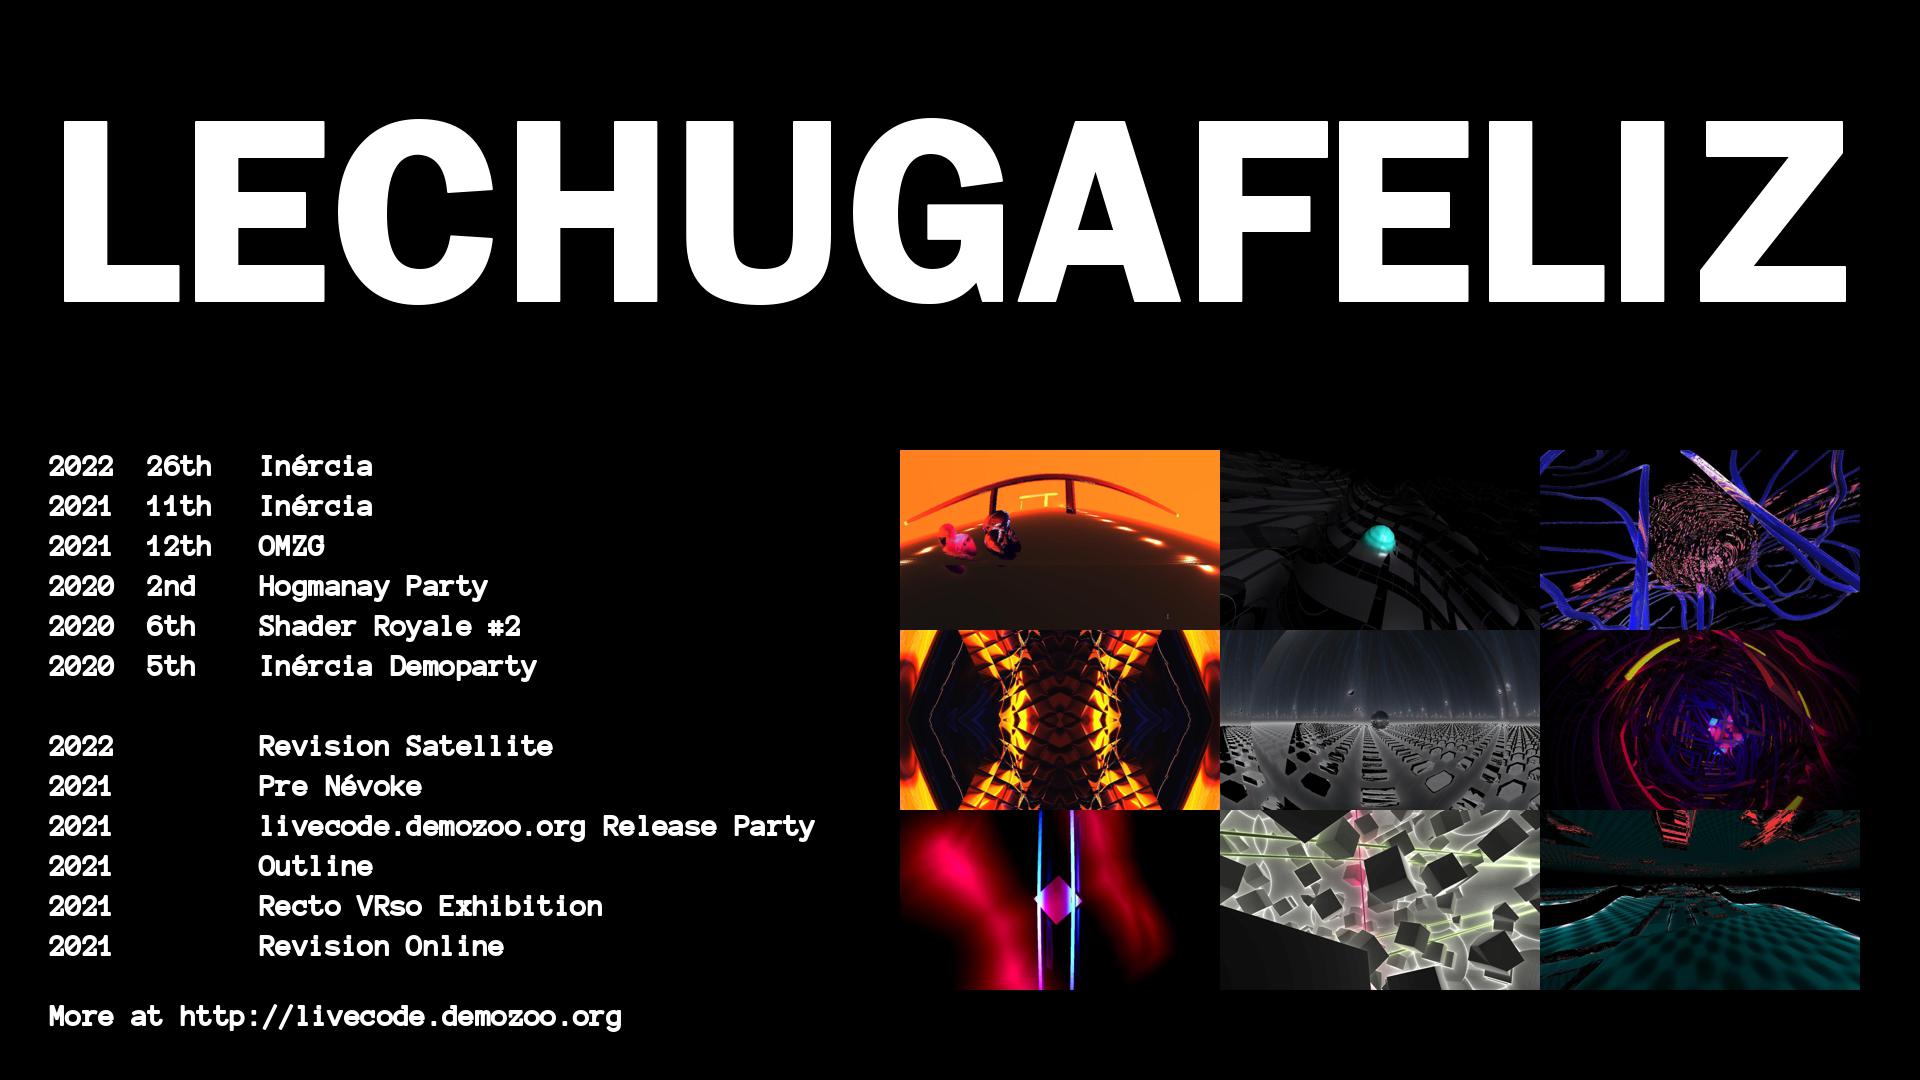 LECHUGAFELIZ
2022 26th Inércia
2021 11th Inércia
2021 12th OMZG
2020 2nd Hogmanay Party
2020 6th Shader Royale #2
2020 5th Inércia Demoparty
2022 Revision Satellite
2021 Pre Névoke
2021 livecode.demozoo.org Release Party
2021 Outline
2021 Recto VRso Exhibition
2021 Revision Online
More at http://livecode.demozoo.org